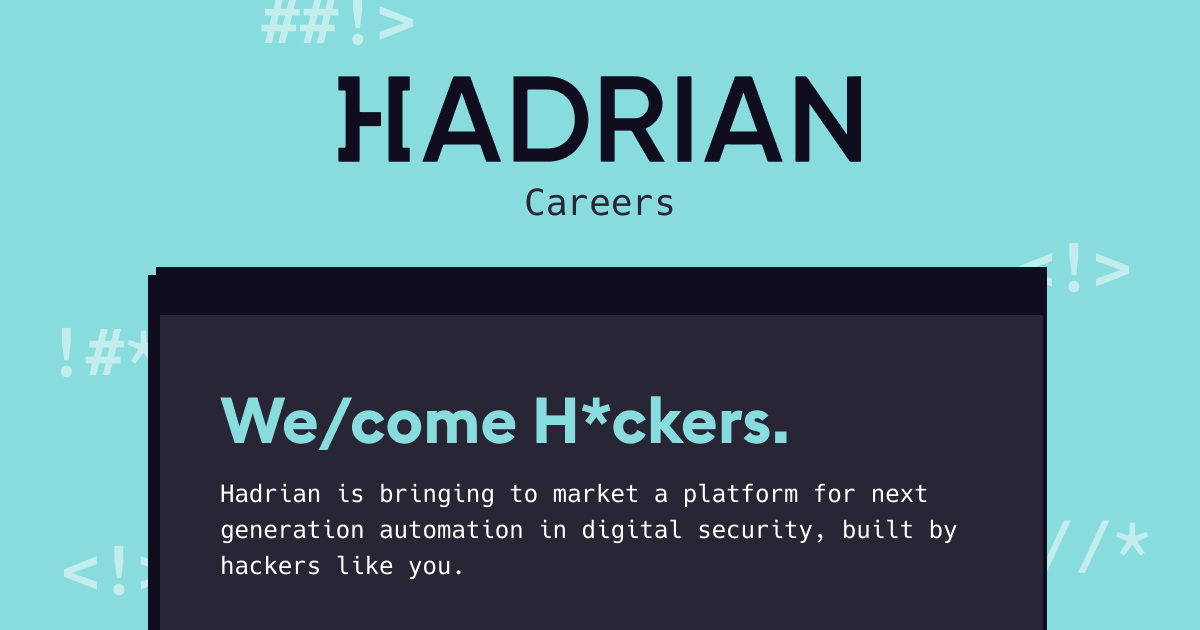 ##!>
HADRIAN
Careers
<!>
!#*
We/come H*ckers.
Hadrian is bringing to market a platform for next
generation automation in digital security, built by
hackers like you.
//*
<!>